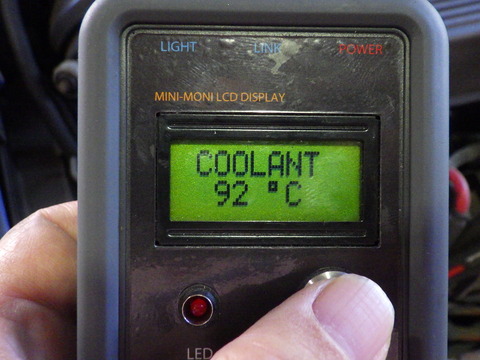 LIGHT LINK POWER
MINI-MONI LCD DISPLAY
COOLANT
92 °C
LED